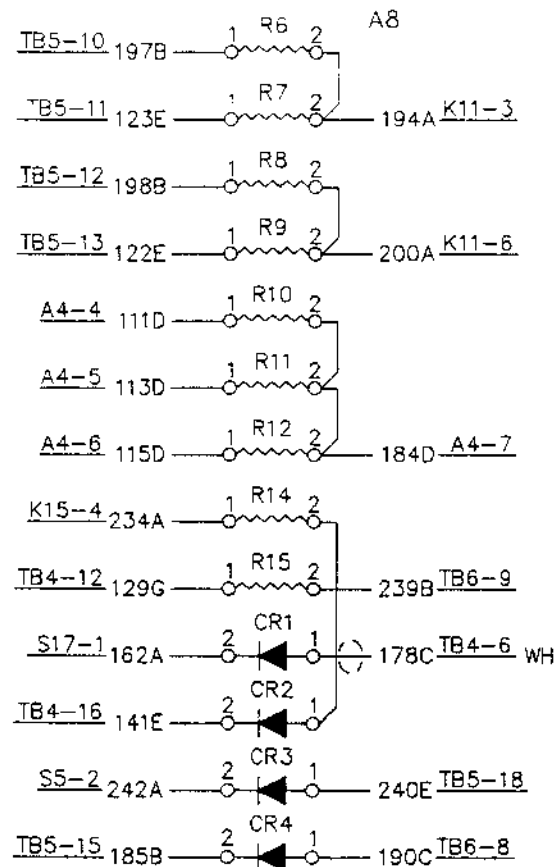 A8
TB5-10 197B 1 R6 2
TB5-11 123E 1 R7 2 194A K11-3
TB5-12 198B 1 R8 2
TB5-13 122E 1 R9 2 200A K11-6
A4-4 111D 1 R10 2
A4-5 113D 1 R11 2
A4-6 115D 1 R12 2 184D A4-7
K15-4 234A 1 R14 2
TB4-12 129G 1 R15 2 239B TB6-9
S17-1 162A 2 CR1 1 178C TB4-6 WH
TB4-16 141E 2 CR2 1
S5-2 242A 2 CR3 1 240E TB5-18
TB5-15 185B 2 CR4 1 190C TB6-8